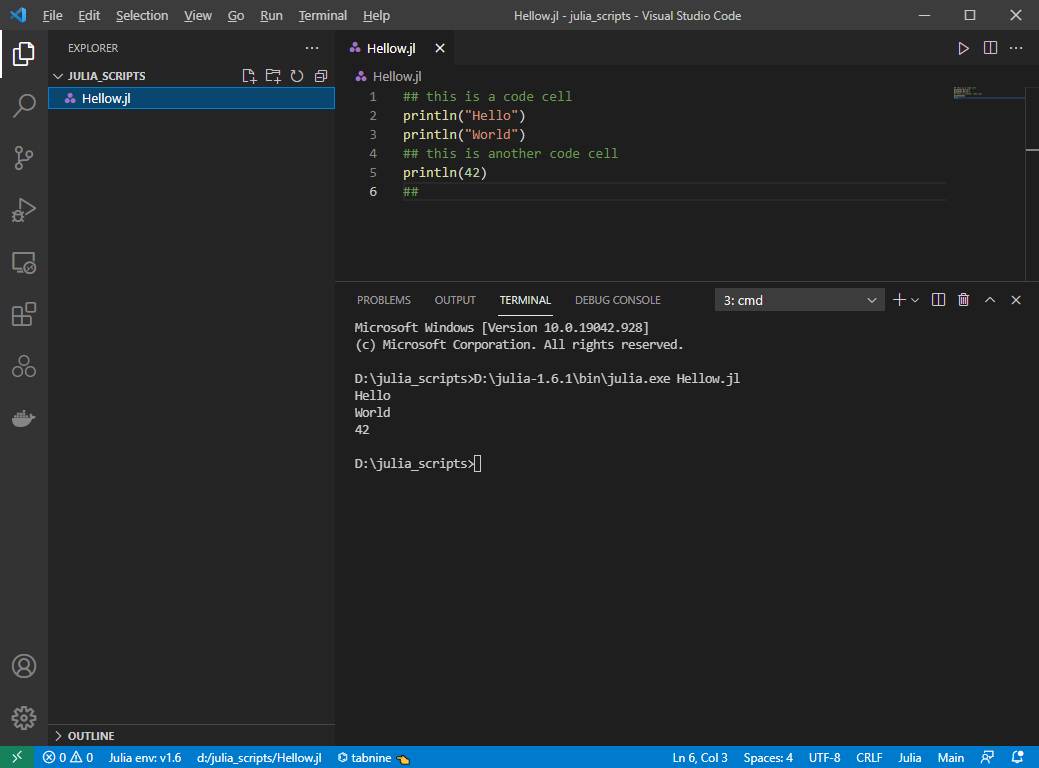 File Edit Selection View Go Run Terminal Help
Hellow.jl - julia_scripts - Visual Studio Code
EXPLORER
JULIA_SCRIPTS
Hellow.jl
Hellow.jl
Hellow.jl
1 ## this is a code cell
2 println("Hello")
3 println("World")
4 ## this is another code cell
5 println(42)
6 ##
PROBLEMS OUTPUT TERMINAL DEBUG CONSOLE 3: cmd
Microsoft Windows [Version 10.0.19042.928]
(c) Microsoft Corporation. All rights reserved.
D:\julia_scripts>D:\julia-1.6.1\bin\julia.exe Hellow.jl
Hello
World
42
D:\julia_scripts>
OUTLINE
0 0 Julia env: v1.6 d:/julia_scripts/Hellow.jl tabnine Ln 6, Col 3 Spaces: 4 UTF-8 CRLF Julia Main